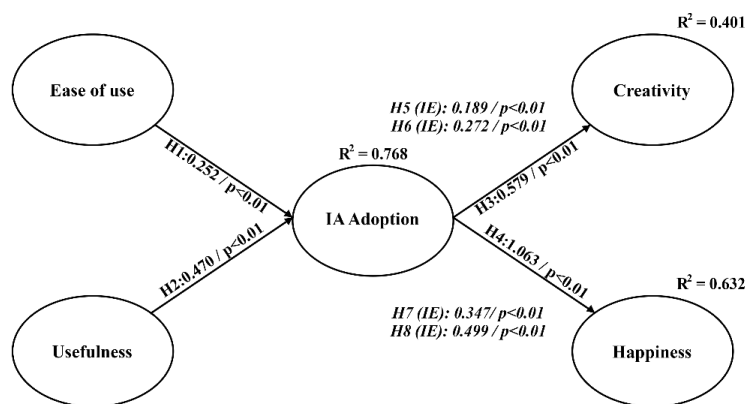 R² = 0.401
Ease of use
Creativity
H5 (IE): 0.189 / p<0.01
H6 (IE): 0.272 / p<0.01
H1:0.252 / p<0.01
R² = 0.768
H3:0.579 / p<0.01
IA Adoption
H2:0.470 / p<0.01
H4:1.063 / p<0.01
R² = 0.632
H7 (IE): 0.347/ p<0.01
H8 (IE): 0.499 / p<0.01
Usefulness
Happiness